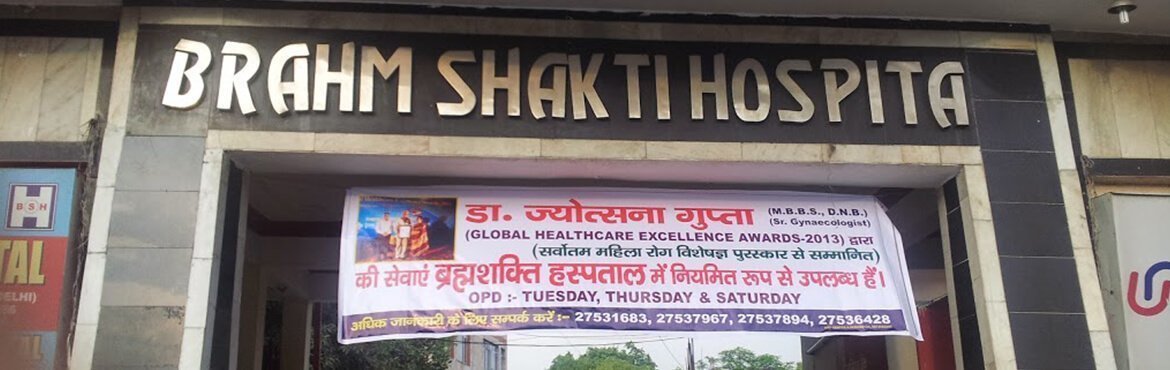 BRAHM SHAKTI HOSPITA
B S H
H
TAL
ELHI)
डा. ज्योत्सना गुप्ता (M.B.B.S., D.N.B.)
(Sr. Gynaecologist)
(GLOBAL HEALTHCARE EXCELLENCE AWARDS-2013) द्वारा
(सर्वोतम महिला रोग विशेषज्ञ पुरस्कार से सम्मानित)
की सेवाएं ब्रह्मशक्ति हस्पताल में नियमित रूप से उपलब्ध हैं।
OPD :- TUESDAY, THURSDAY & SATURDAY
अधिक जानकारी के लिए सम्पर्क करें :- 27531683, 27537967, 27537894, 27536428